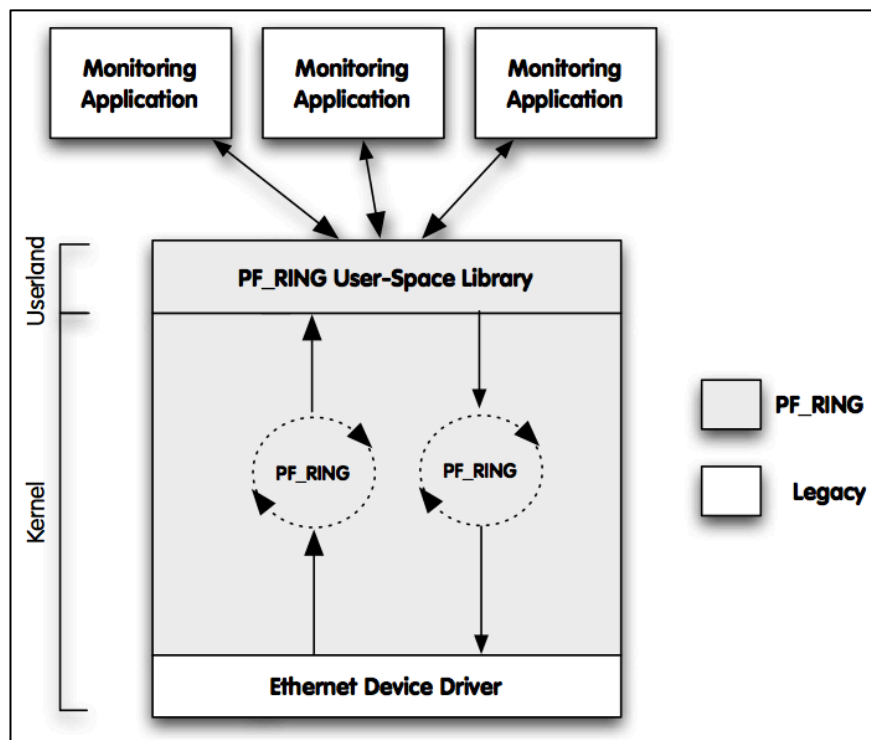 Monitoring
Application
Monitoring
Application
Monitoring
Application
Userland
PF_RING User-Space Library
Kernel
PF_RING
PF_RING
PF_RING
Legacy
Ethernet Device Driver